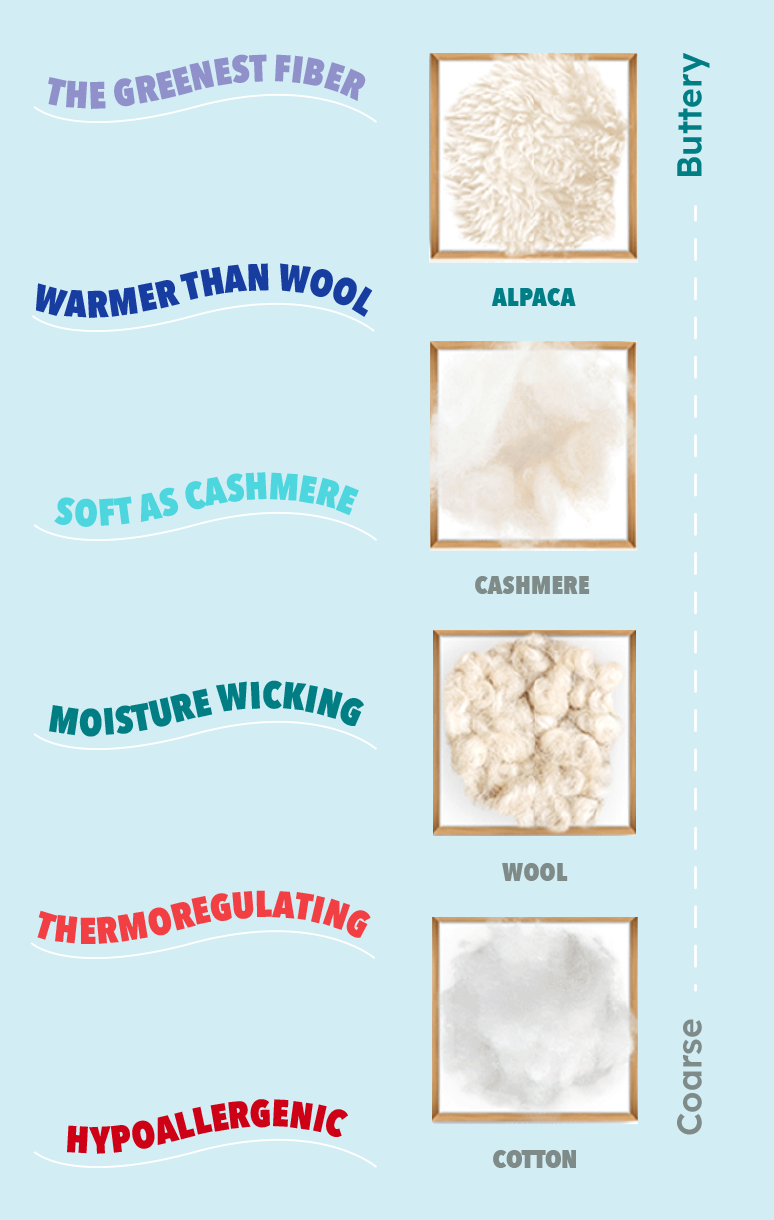 THE GREENEST FIBER
WARMER THAN WOOL
SOFT AS CASHMERE
MOISTURE WICKING
THERMOREGULATING
HYPOALLERGENIC
ALPACA
CASHMERE
WOOL
COTTON
Buttery
Coarse